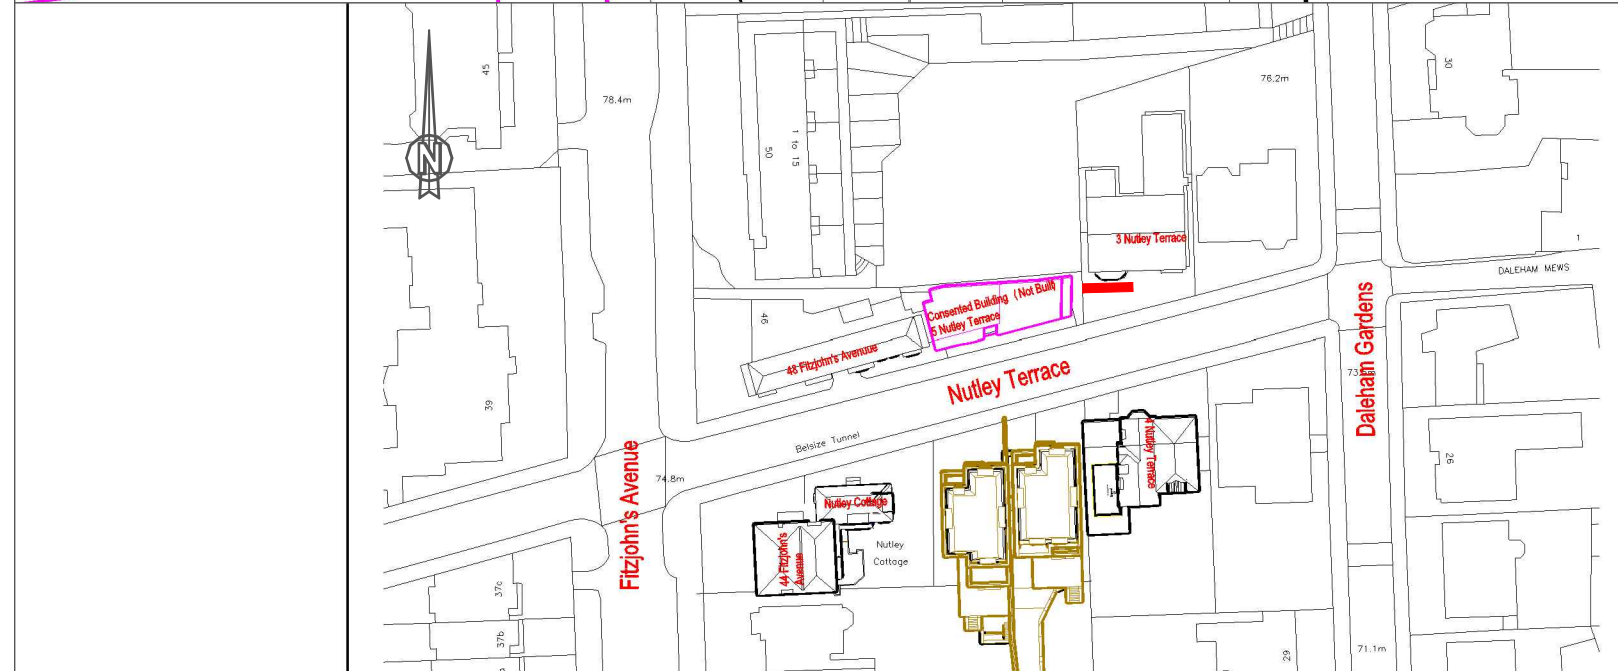 45
30
76.2m
78.4m
N
1 to 15
50
3 Nutley Terrace
1
DALEHAM MEWS
Consented Building (Not Built)
5 Nutley Terrace
46
48 Fitzjohn's Avenuue
Nutley Terrace
Daleham Gardens
39
Belsize Tunnel
4 Nutley Terrace
26
Fitzjohn's Avenue
74.8m
Nutley Cottage
44 Fitzjohn's
Avenue
Nutley
Cottage
37c
37b
29
71.1m